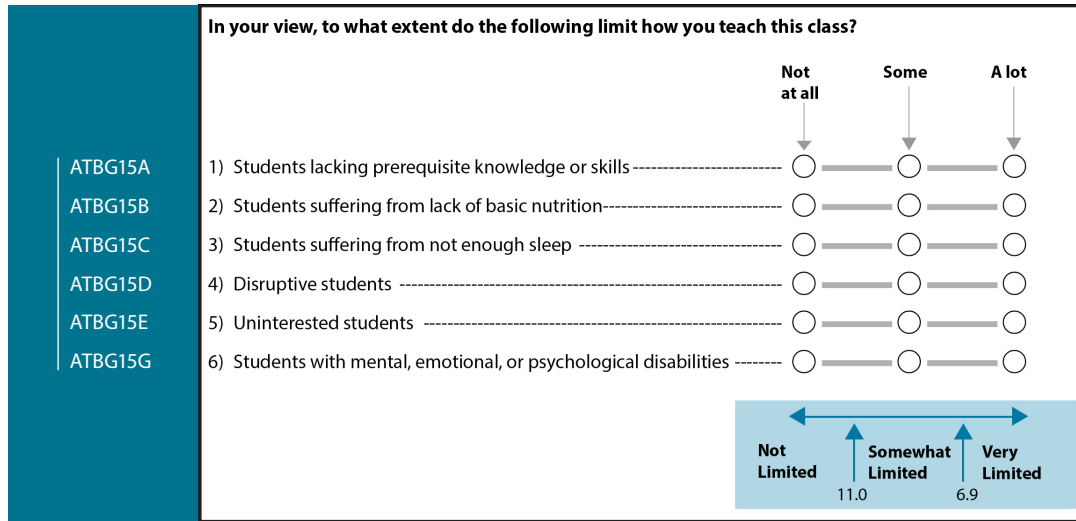 In your view, to what extent do the following limit how you teach this class?
Not at all
Some
A lot
ATBG15A 1) Students lacking prerequisite knowledge or skills
ATBG15B 2) Students suffering from lack of basic nutrition
ATBG15C 3) Students suffering from not enough sleep
ATBG15D 4) Disruptive students
ATBG15E 5) Uninterested students
ATBG15G 6) Students with mental, emotional, or psychological disabilities
Not Limited
Somewhat Limited
Very Limited
11.0
6.9